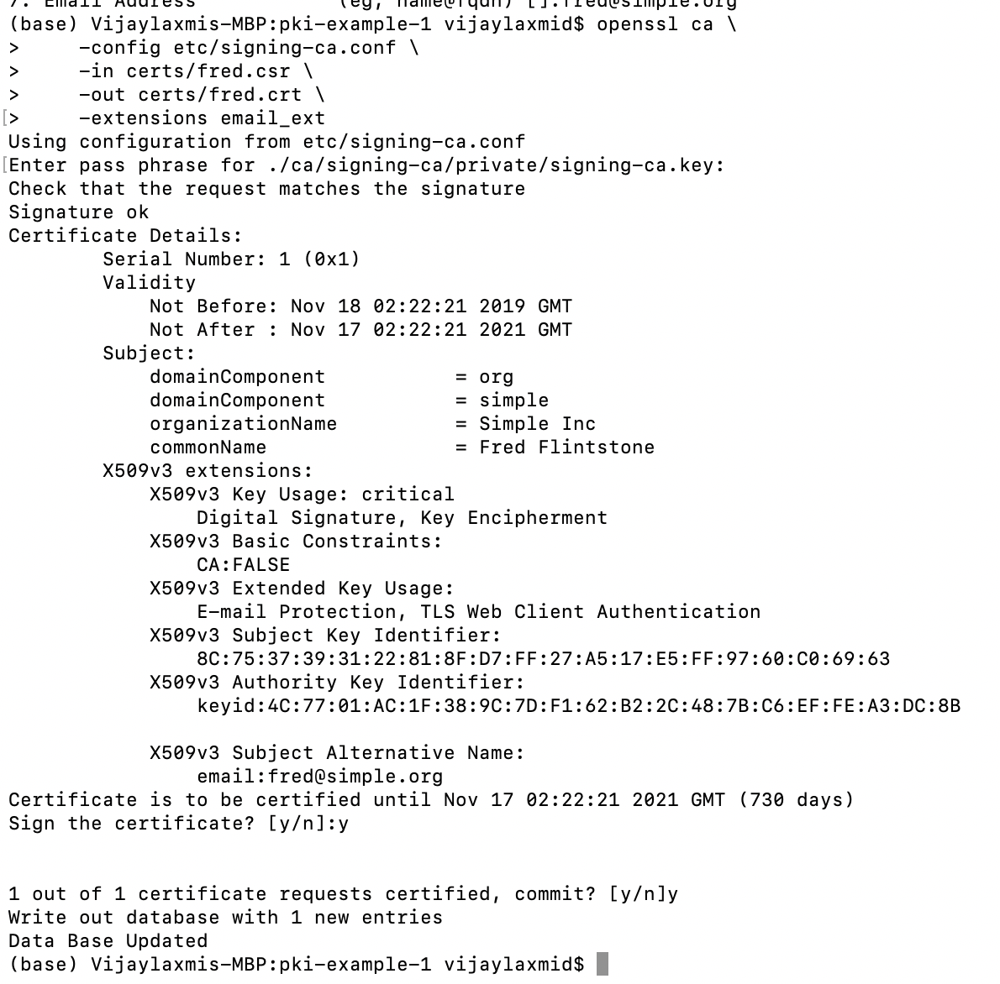 7. Email Address            (eg, name@fqdn) []:fred@simple.org
(base) Vijaylaxmis-MBP:pki-example-1 vijaylaxmid$ openssl ca \
>     -config etc/signing-ca.conf \
>     -in certs/fred.csr \
>     -out certs/fred.crt \
[>     -extensions email_ext
Using configuration from etc/signing-ca.conf
[Enter pass phrase for ./ca/signing-ca/private/signing-ca.key:
Check that the request matches the signature
Signature ok
Certificate Details:
        Serial Number: 1 (0x1)
        Validity
            Not Before: Nov 18 02:22:21 2019 GMT
            Not After : Nov 17 02:22:21 2021 GMT
        Subject:
            domainComponent           = org
            domainComponent           = simple
            organizationName          = Simple Inc
            commonName                = Fred Flintstone
        X509v3 extensions:
            X509v3 Key Usage: critical
                Digital Signature, Key Encipherment
            X509v3 Basic Constraints:
                CA:FALSE
            X509v3 Extended Key Usage:
                E-mail Protection, TLS Web Client Authentication
            X509v3 Subject Key Identifier:
                8C:75:37:39:31:22:81:8F:D7:FF:27:A5:17:E5:FF:97:60:C0:69:63
            X509v3 Authority Key Identifier:
                keyid:4C:77:01:AC:1F:38:9C:7D:F1:62:B2:2C:48:7B:C6:EF:FE:A3:DC:8B
            X509v3 Subject Alternative Name:
                email:fred@simple.org
Certificate is to be certified until Nov 17 02:22:21 2021 GMT (730 days)
Sign the certificate? [y/n]:y
1 out of 1 certificate requests certified, commit? [y/n]y
Write out database with 1 new entries
Data Base Updated
(base) Vijaylaxmis-MBP:pki-example-1 vijaylaxmid$